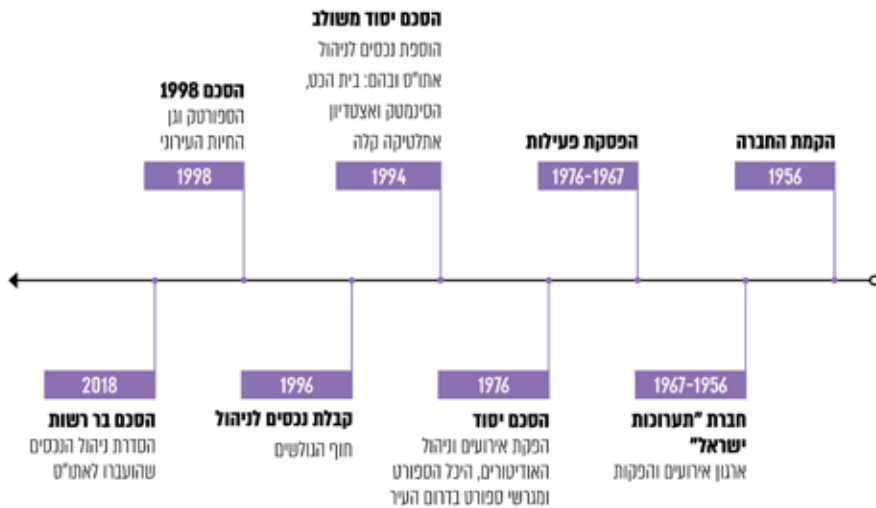 הקמת החברה
1956
1967-1956
חברת "תערוכות
ישראל"
ארגון אירועים והפקות
הפסקת פעילות
1976-1967
1976
הסכם יסוד
הפקת אירועים וניהול
האודיטורים, היכל הספורט
ומגרשי ספורט בדרום העיר
הסכם יסוד משולב
הוספת נכסים לניהול
אתו"ס ובהם: בית הכט,
הסינמטק ואצטדיון
אתלטיקה קלה
1994
1996
קבלת נכסים לניהול
חוף הגולשים
הסכם 1998
הספורטק וגן
החיות העירוני
1998
2018
הסכם בר רשות
הסדרת ניהול הנכסים
שהועברו לאתו"ס